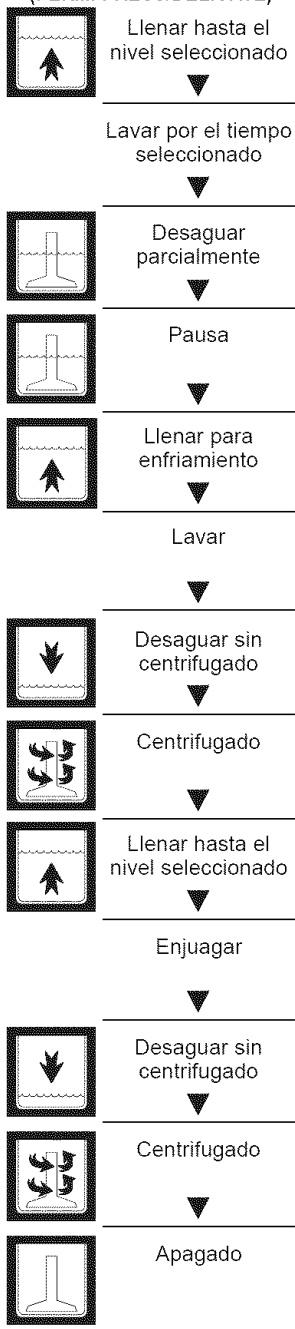 Llenar hasta el
nivel seleccionado
Lavar por el tiempo
seleccionado
Desaguar
parcialmente
Pausa
Llenar para
enfriamiento
Lavar
Desaguar sin
centrifugado
Centrifugado
Llenar hasta el
nivel seleccionado
Enjuagar
Desaguar sin
centrifugado
Centrifugado
Apagado